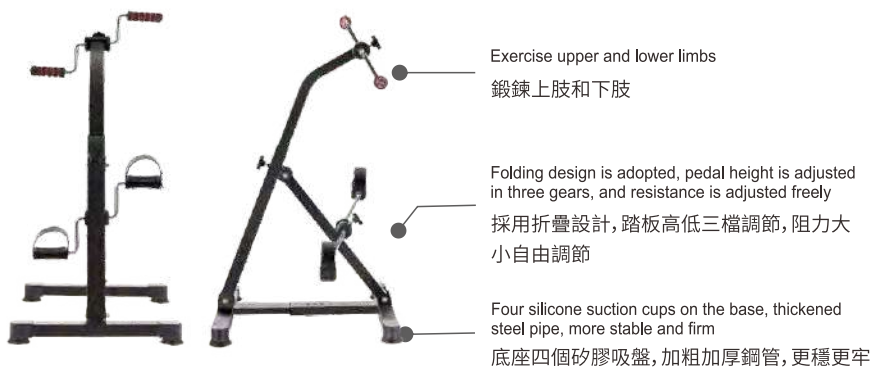 Exercise upper and lower limbs
鍛鍊上肢和下肢
Folding design is adopted, pedal height is adjusted
in three gears, and resistance is adjusted freely
採用折疊設計，踏板高低三檔調節，阻力大
小自由調節
Four silicone suction cups on the base, thickened
steel pipe, more stable and firm
底座四個矽膠吸盤，加粗加厚鋼管，更穩更牢